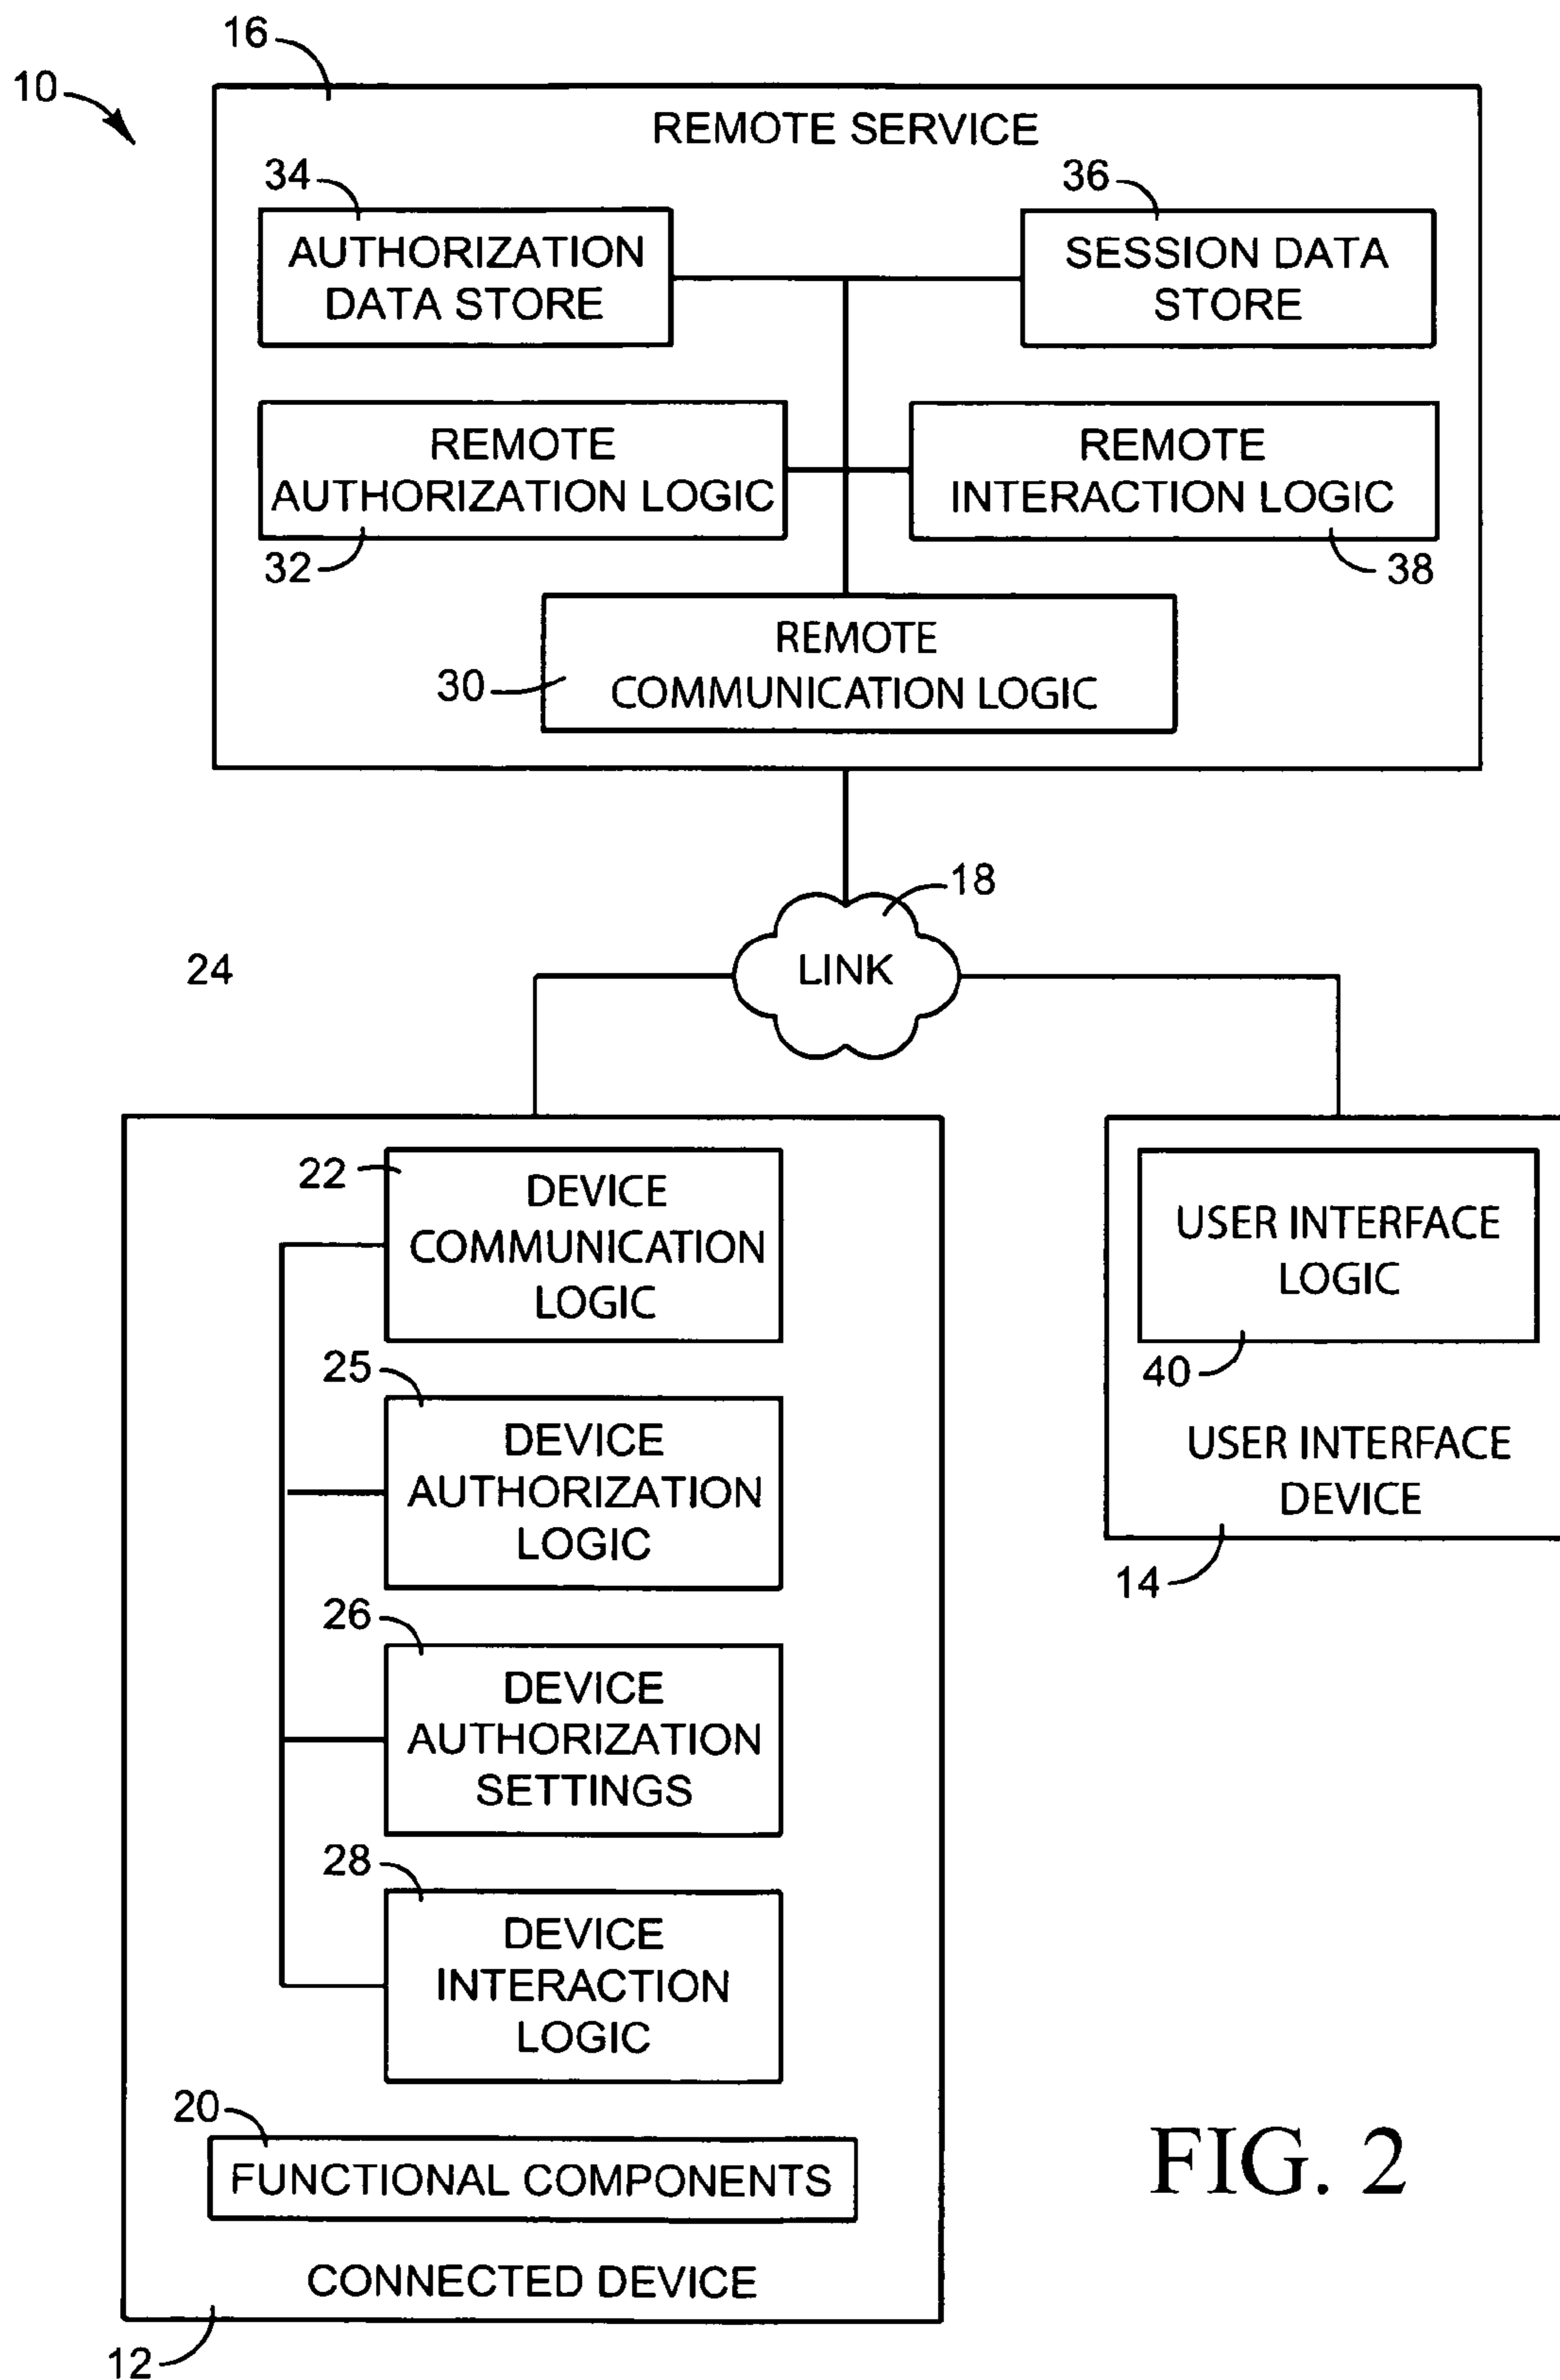 16
10
REMOTE SERVICE
34
36
AUTHORIZATION
DATA STORE
SESSION DATA
STORE
REMOTE
AUTHORIZATION LOGIC
REMOTE
INTERACTION LOGIC
32
38
REMOTE
COMMUNICATION LOGIC
30
18
LINK
24
22
DEVICE
COMMUNICATION
LOGIC
USER INTERFACE
LOGIC
40
USER INTERFACE
DEVICE
14
25
DEVICE
AUTHORIZATION
LOGIC
26
DEVICE
AUTHORIZATION
SETTINGS
28
DEVICE
INTERACTION
LOGIC
20
FUNCTIONAL COMPONENTS
CONNECTED DEVICE
12
FIG. 2